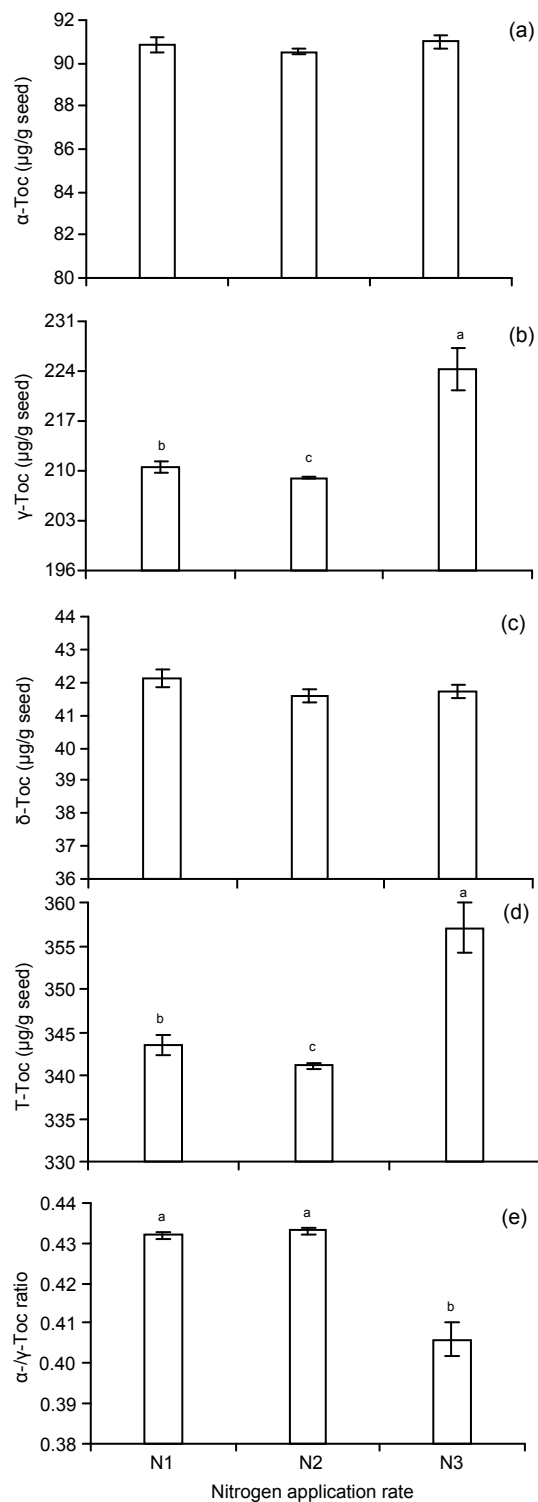 (a)
α-Toc (µg/g seed)
92
90
88
86
84
82
80
(b)
γ-Toc (µg/g seed)
231
224
217
210
203
196
b
c
a
(c)
δ-Toc (µg/g seed)
44
43
42
41
40
39
38
37
36
(d)
T-Toc (µg/g seed)
360
355
350
345
340
335
330
b
c
a
(e)
α-/γ-Toc ratio
0.44
0.43
0.42
0.41
0.40
0.39
0.38
a
a
b
N1 N2 N3
Nitrogen application rate